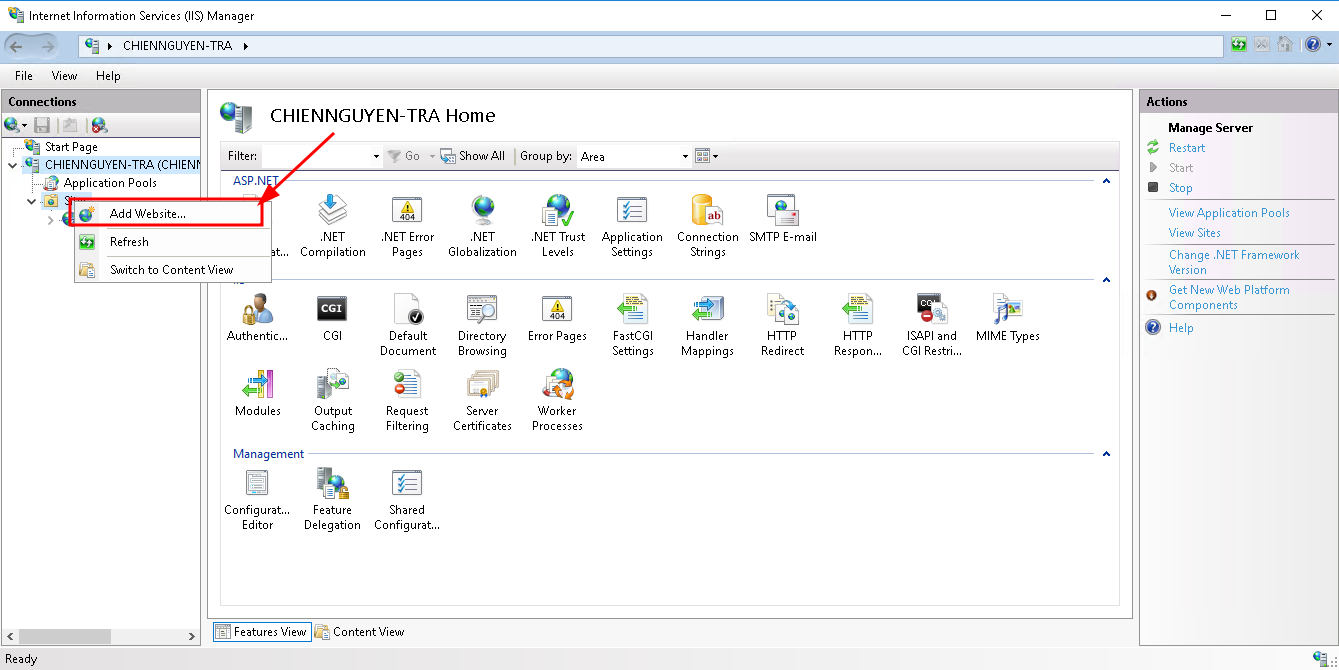 Internet Information Services (IIS) Manager
CHIENNGUYEN-TRA
File View Help
Connections
Start Page
CHIENNGUYEN-TRA (CHIENN
Application Pools
Add Website...
Refresh
Switch to Content View
CHIENNGUYEN-TRA Home
Filter: Go Show All Group by: Area
ASP.NET
.NET
Compilation
.NET Error
Pages
.NET
Globalization
.NET Trust
Levels
Application
Settings
Connection
Strings
SMTP E-mail
Authentic...
CGI
CGI
Default
Document
Directory
Browsing
404
Error Pages
FastCGI
Settings
Handler
Mappings
HTTP
Redirect
HTTP
Respon...
ISAPI and
CGI Restri...
MIME Types
Modules
Output
Caching
Request
Filtering
Server
Certificates
Worker
Processes
Management
Configurat...
Editor
Feature
Delegation
Shared
Configurat...
Features View Content View
Actions
Manage Server
Restart
Start
Stop
View Application Pools
View Sites
Change .NET Framework
Version
Get New Web Platform
Components
Help
Ready